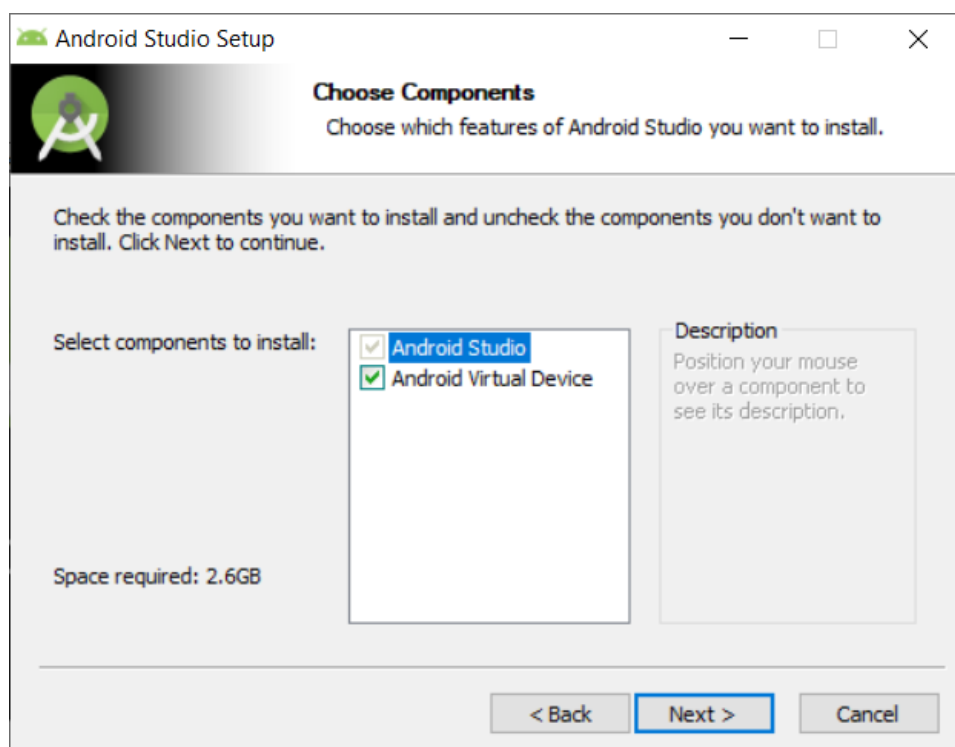 Android Studio Setup
Choose Components
Choose which features of Android Studio you want to install.
Check the components you want to install and uncheck the components you don't want to
install. Click Next to continue.
Select components to install:
Android Studio
Android Virtual Device
Description
Position your mouse
over a component to
see its description.
Space required: 2.6GB
< Back
Next >
Cancel